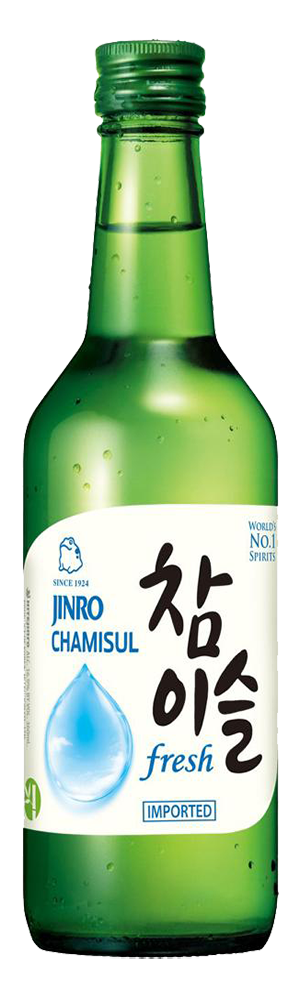 WORLD'S
NO.1
SPIRITS
SINCE 1924
JINRO
CHAMISUL
참
이슬
fresh
IMPORTED